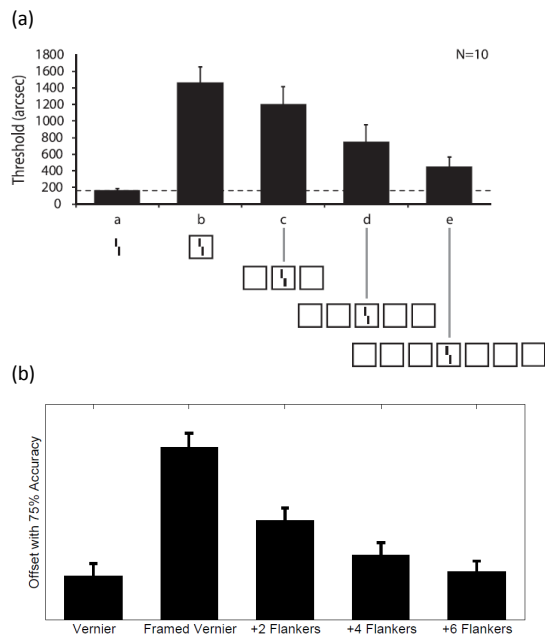 (a)
N=10
Threshold (arcsec)
1800
1600
1400
1200
1000
800
600
400
200
0
a b c d e
(b)
Offset with 75% Accuracy
Vernier Framed Vernier +2 Flankers +4 Flankers +6 Flankers